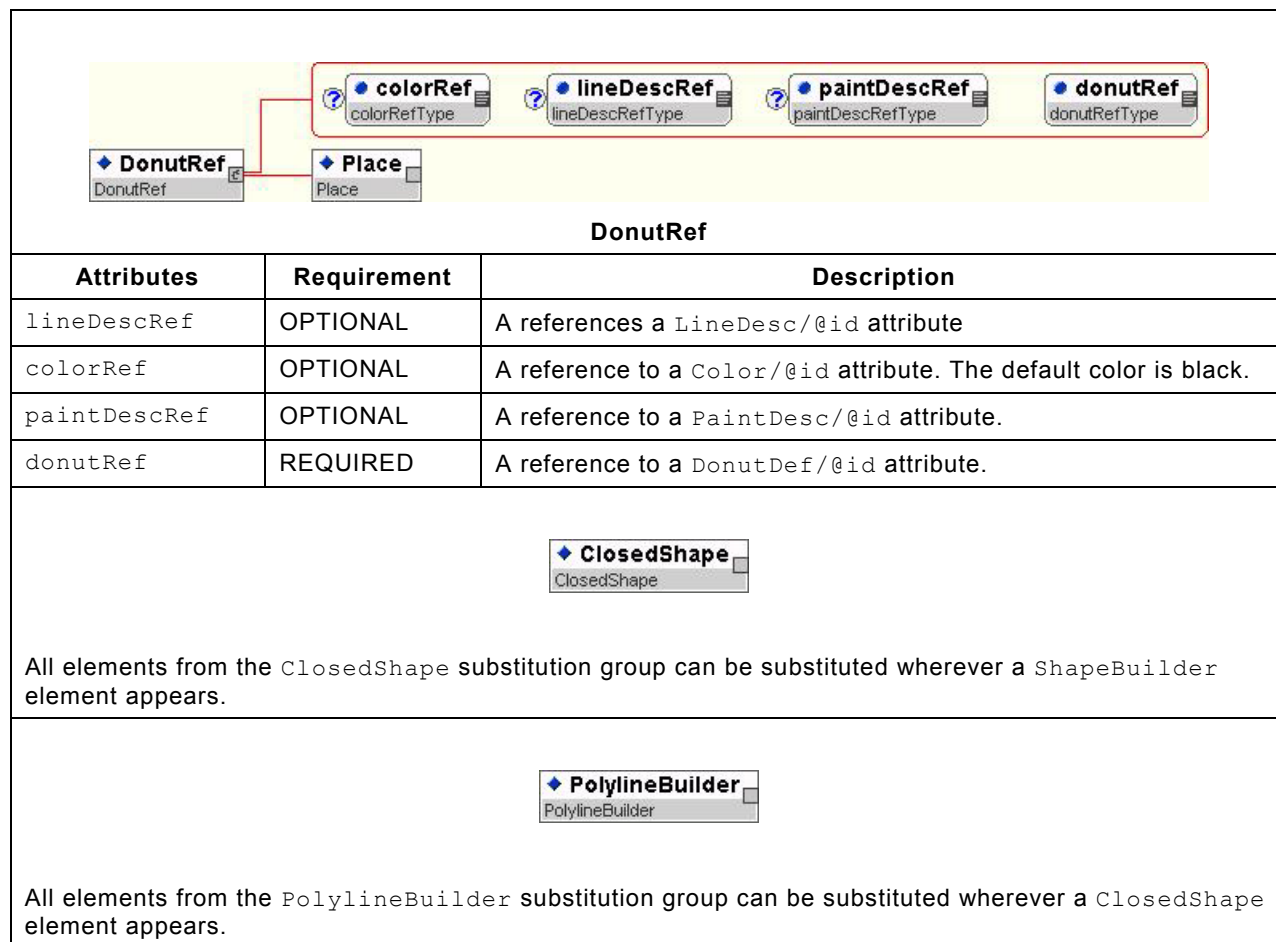 ? colorRef ? lineDescRef ? paintDescRef donutRef
colorRefType lineDescRefType paintDescRefType donutRefType
DonutRef Place
DonutRef Place
DonutRef
Attributes Requirement Description
lineDescRef OPTIONAL A references a LineDesc/@id attribute
colorRef OPTIONAL A reference to a Color/@id attribute. The default color is black.
paintDescRef OPTIONAL A reference to a PaintDesc/@id attribute.
donutRef REQUIRED A reference to a DonutDef/@id attribute.
ClosedShape
ClosedShape
All elements from the ClosedShape substitution group can be substituted wherever a ShapeBuilder
element appears.
PolylineBuilder
PolylineBuilder
All elements from the PolylineBuilder substitution group can be substituted wherever a ClosedShape
element appears.